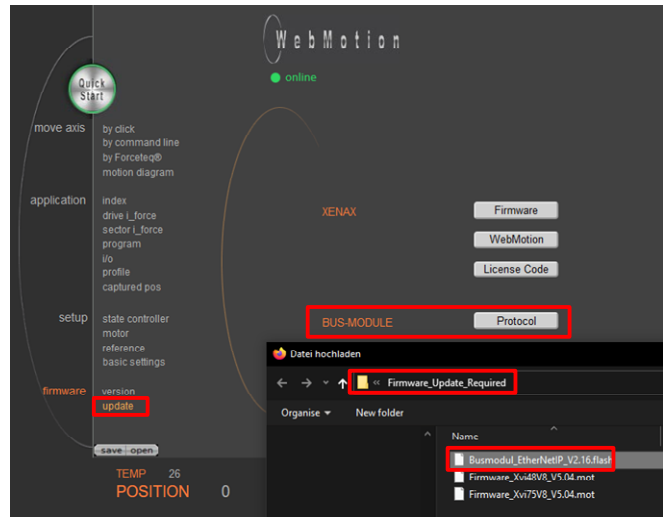 WebMotion
online
Quick
Start
move axis
by click
by command line
by Forceteq®
motion diagram
application
index
drive i_force
sector i_force
program
i/o
profile
captured pos
XENAX
Firmware
WebMotion
License Code
setup
state controller
motor
reference
basic settings
BUS-MODULE
Protocol
firmware
version
update
save open
TEMP 26
POSITION 0
Datei hochladen
« Firmware_Update_Required
Organise New folder
Name
Busmodul_EtherNetIP_V2.16.flash
Firmware_Xvi48V8_V5.04.mot
Firmware_Xvi75V8_V5.04.mot